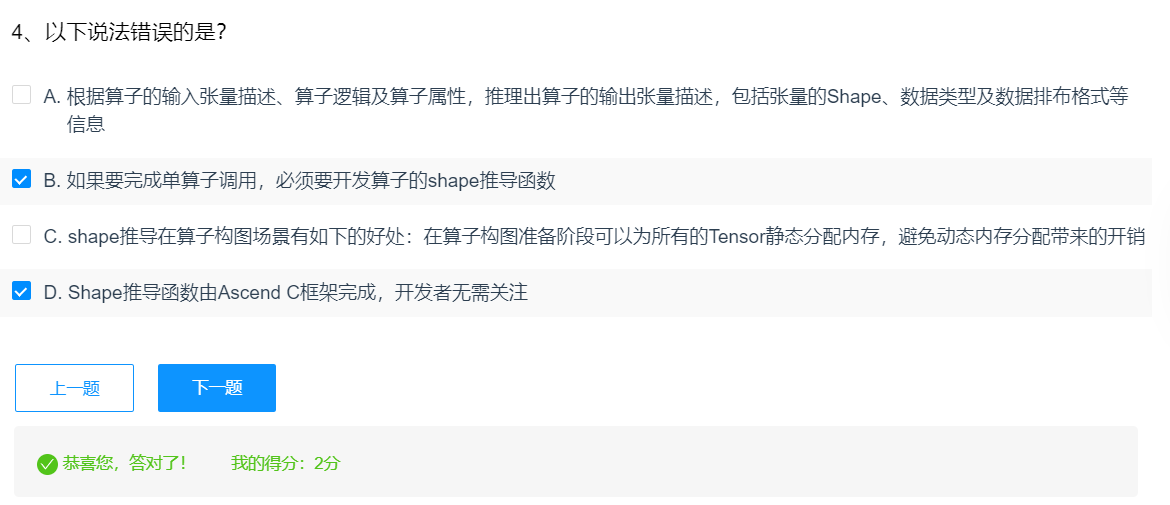 4、以下说法错误的是？
A. 根据算子的输入张量描述、算子逻辑及算子属性，推理出算子的输出张量描述，包括张量的Shape、数据类型及数据排布格式等
信息
B. 如果要完成单算子调用，必须要开发算子的shape推导函数
C. shape推导在算子构图场景有如下的好处：在算子构图准备阶段可以为所有的Tensor静态分配内存，避免动态内存分配带来的开销
D. Shape推导函数由Ascend C框架完成，开发者无需关注
上一题 下一题
恭喜您，答对了！ 我的得分：2分